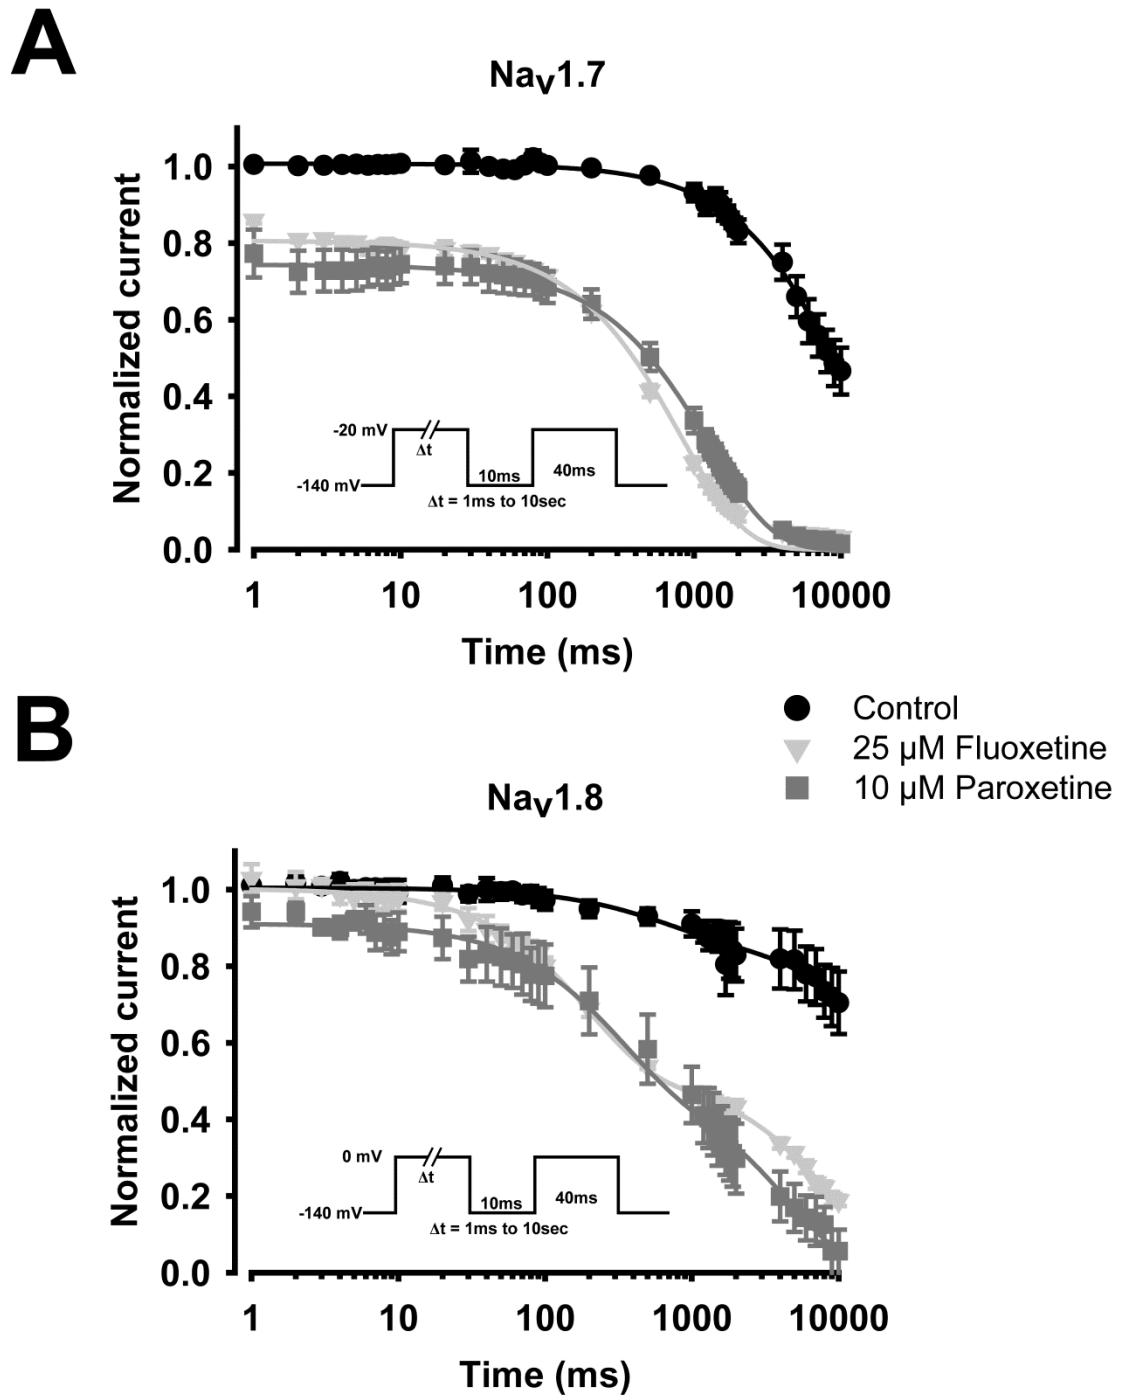 A
Nav1.7
Normalized current
1.0
0.8
0.6
0.4
0.2
0.0
-20 mV
Δt
10ms
40ms
-140 mV
Δt = 1ms to 10sec
1 10 100 1000 10000
Time (ms)
B
Control
25 µM Fluoxetine
10 µM Paroxetine
Nav1.8
Normalized current
1.0
0.8
0.6
0.4
0.2
0.0
0 mV
Δt
10ms
40ms
-140 mV
Δt = 1ms to 10sec
1 10 100 1000 10000
Time (ms)